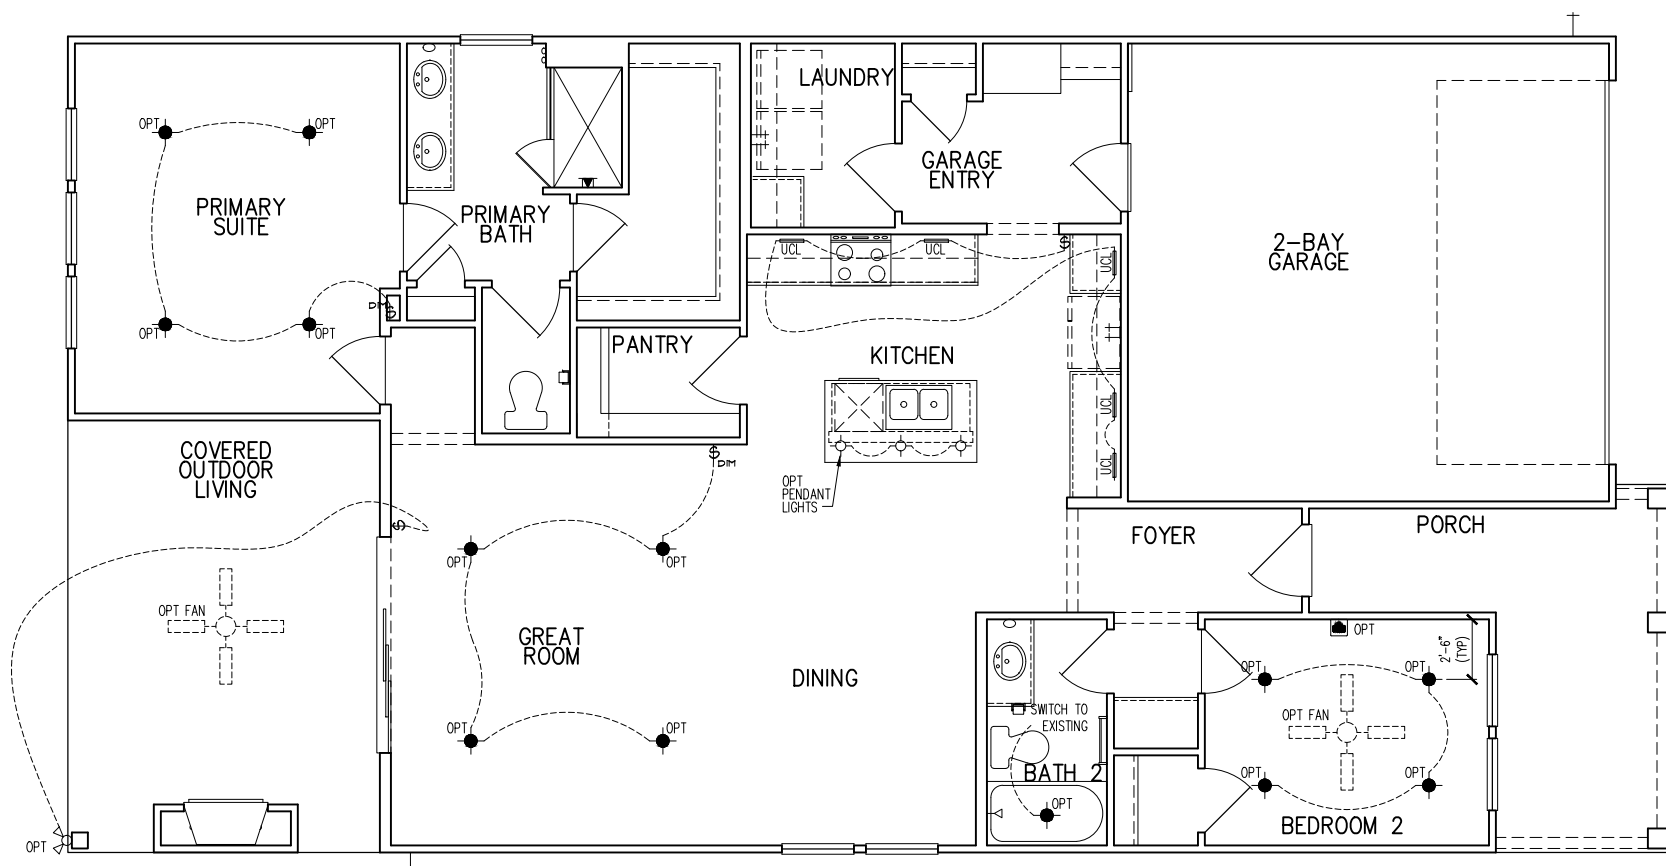 LAUNDRY
OPT
OPT
GARAGE
ENTRY
PRIMARY
SUITE
PRIMARY
BATH
2-BAY
GARAGE
UCL
UCL
$
UCL
DIM
$
OPT
OPT
PANTRY
KITCHEN
UCL
COVERED
OUTDOOR
LIVING
$
DIM
UCL
OPT
PENDANT
LIGHTS
$
FOYER
PORCH
OPT
OPT
OPT FAN
GREAT
ROOM
OPT
2'-6"
(TYP)
DINING
OPT
OPT
SWITCH TO
EXISTING
OPT FAN
OPT
OPT
BATH 2
OPT
OPT
OPT
BEDROOM 2
OPT